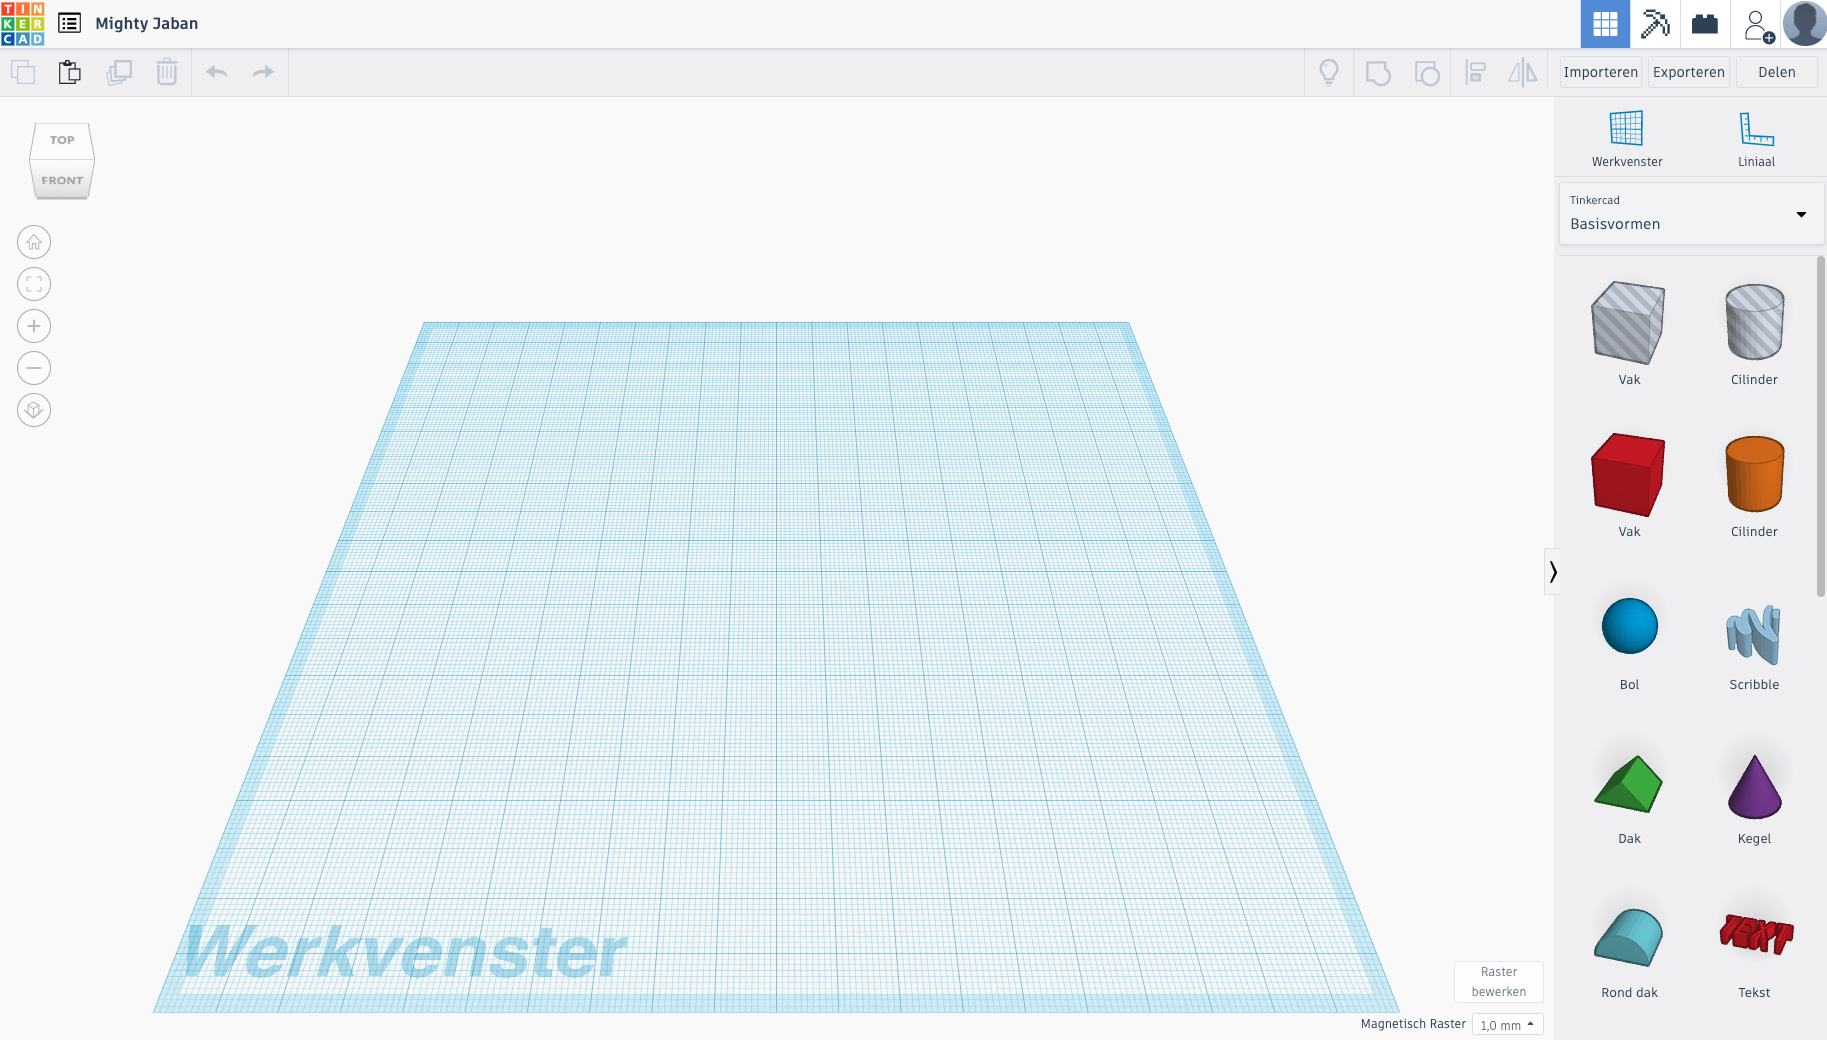 TIN
KER
CAD
Mighty Jaban
Importeren
Exporteren
Delen
TOP
FRONT
Werkvenster
Liniaal
Tinkercad
Basisvormen
Vak
Cilinder
Vak
Cilinder
Bol
Scribble
Dak
Kegel
TEXT
Rond dak
Tekst
Werkvenster
Raster
bewerken
Magnetisch Raster
1,0 mm